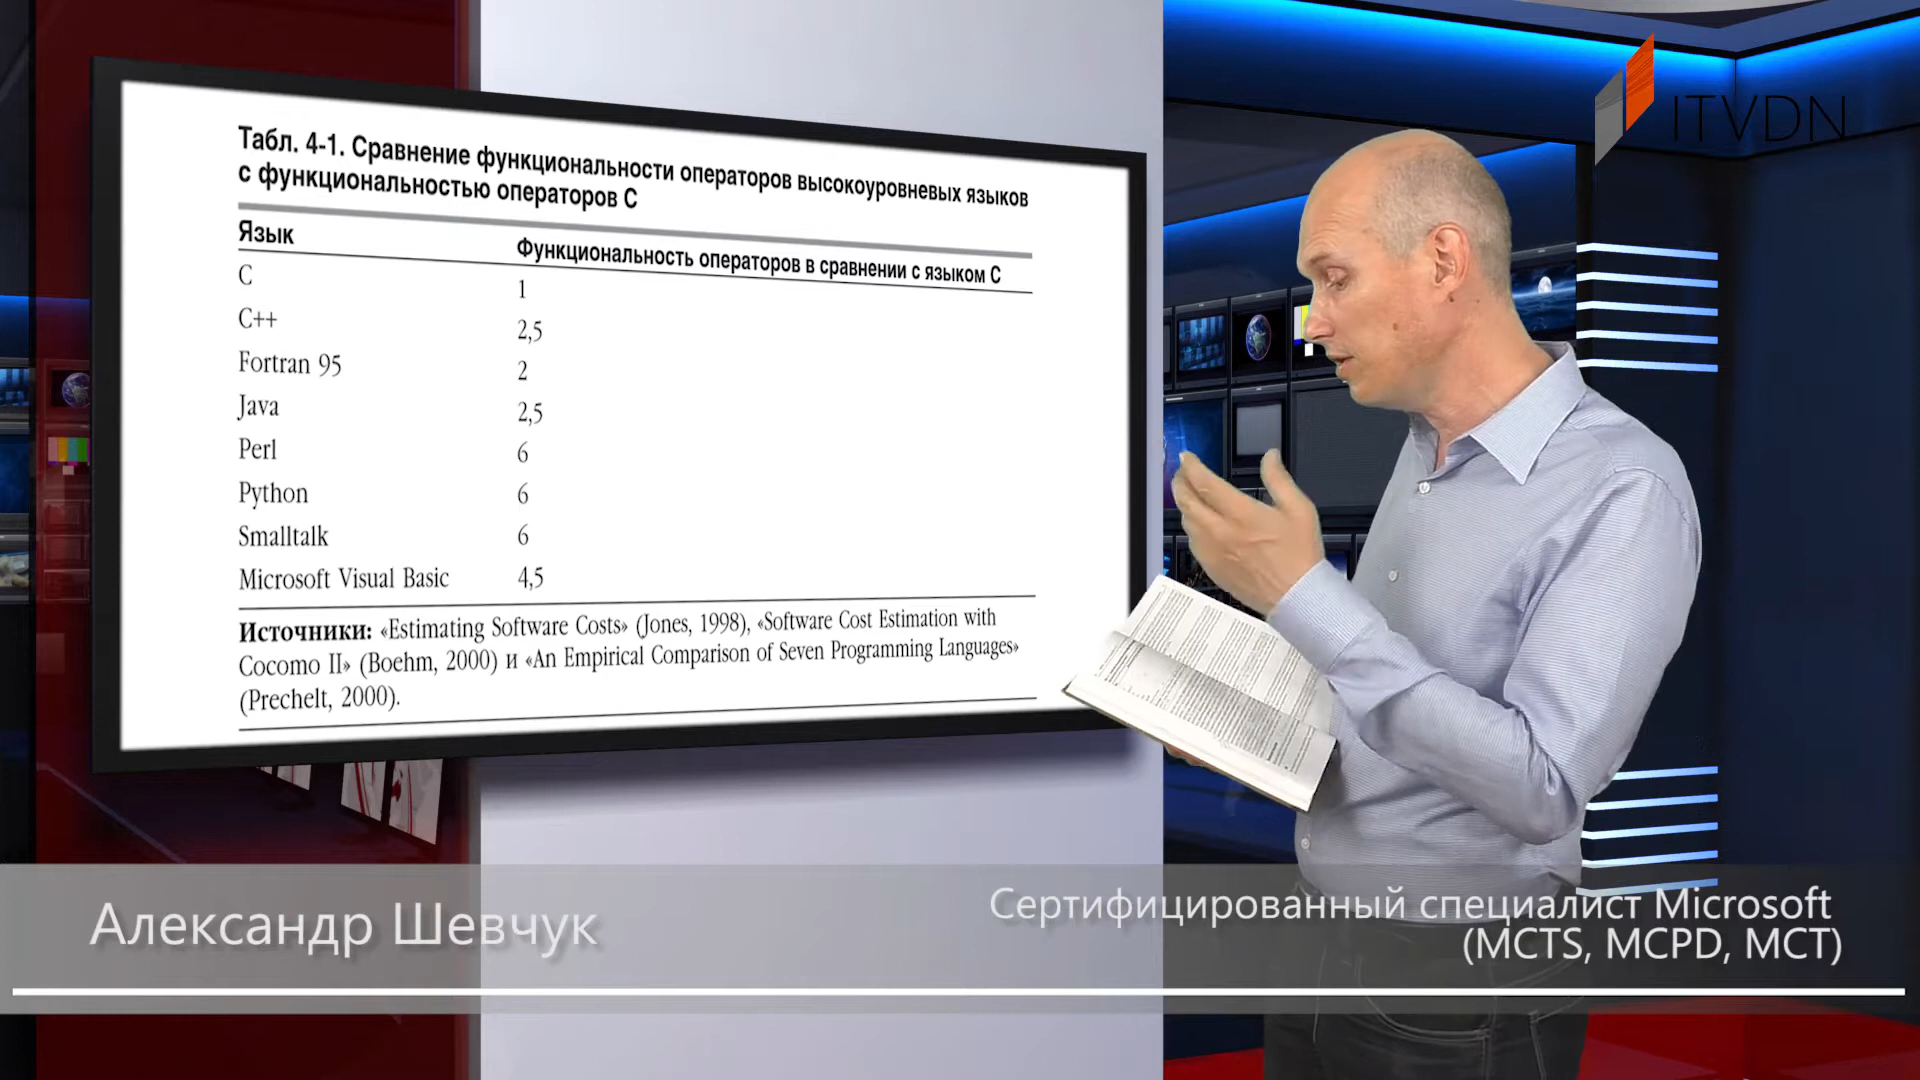 ITVDN
Табл. 4-1. Сравнение функциональности операторов высокоуровневых языков
с функциональностью операторов C
Язык Функциональность операторов в сравнении с языком C
C 1
C++ 2,5
Fortran 95 2
Java 2,5
Perl 6
Python 6
Smalltalk 6
Microsoft Visual Basic 4,5
Источники: «Estimating Software Costs» (Jones, 1998), «Software Cost Estimation with
Cocomo II» (Boehm, 2000) и «An Empirical Comparison of Seven Programming Languages»
(Prechelt, 2000).
Александр Шевчук
Сертифицированный специалист Microsoft
(MCTS, MCPD, MCT)